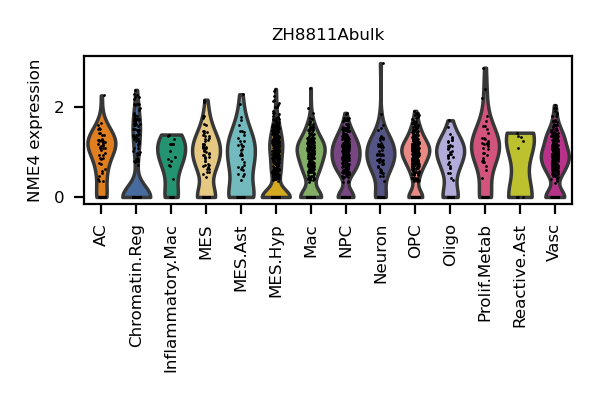 ZH8811Abulk
NME4 expression
2
0
AC
Chromatin.Reg
Inflammatory.Mac
MES
MES.Ast
MES.Hyp
Mac
NPC
Neuron
OPC
Oligo
Prolif.Metab
Reactive.Ast
Vasc